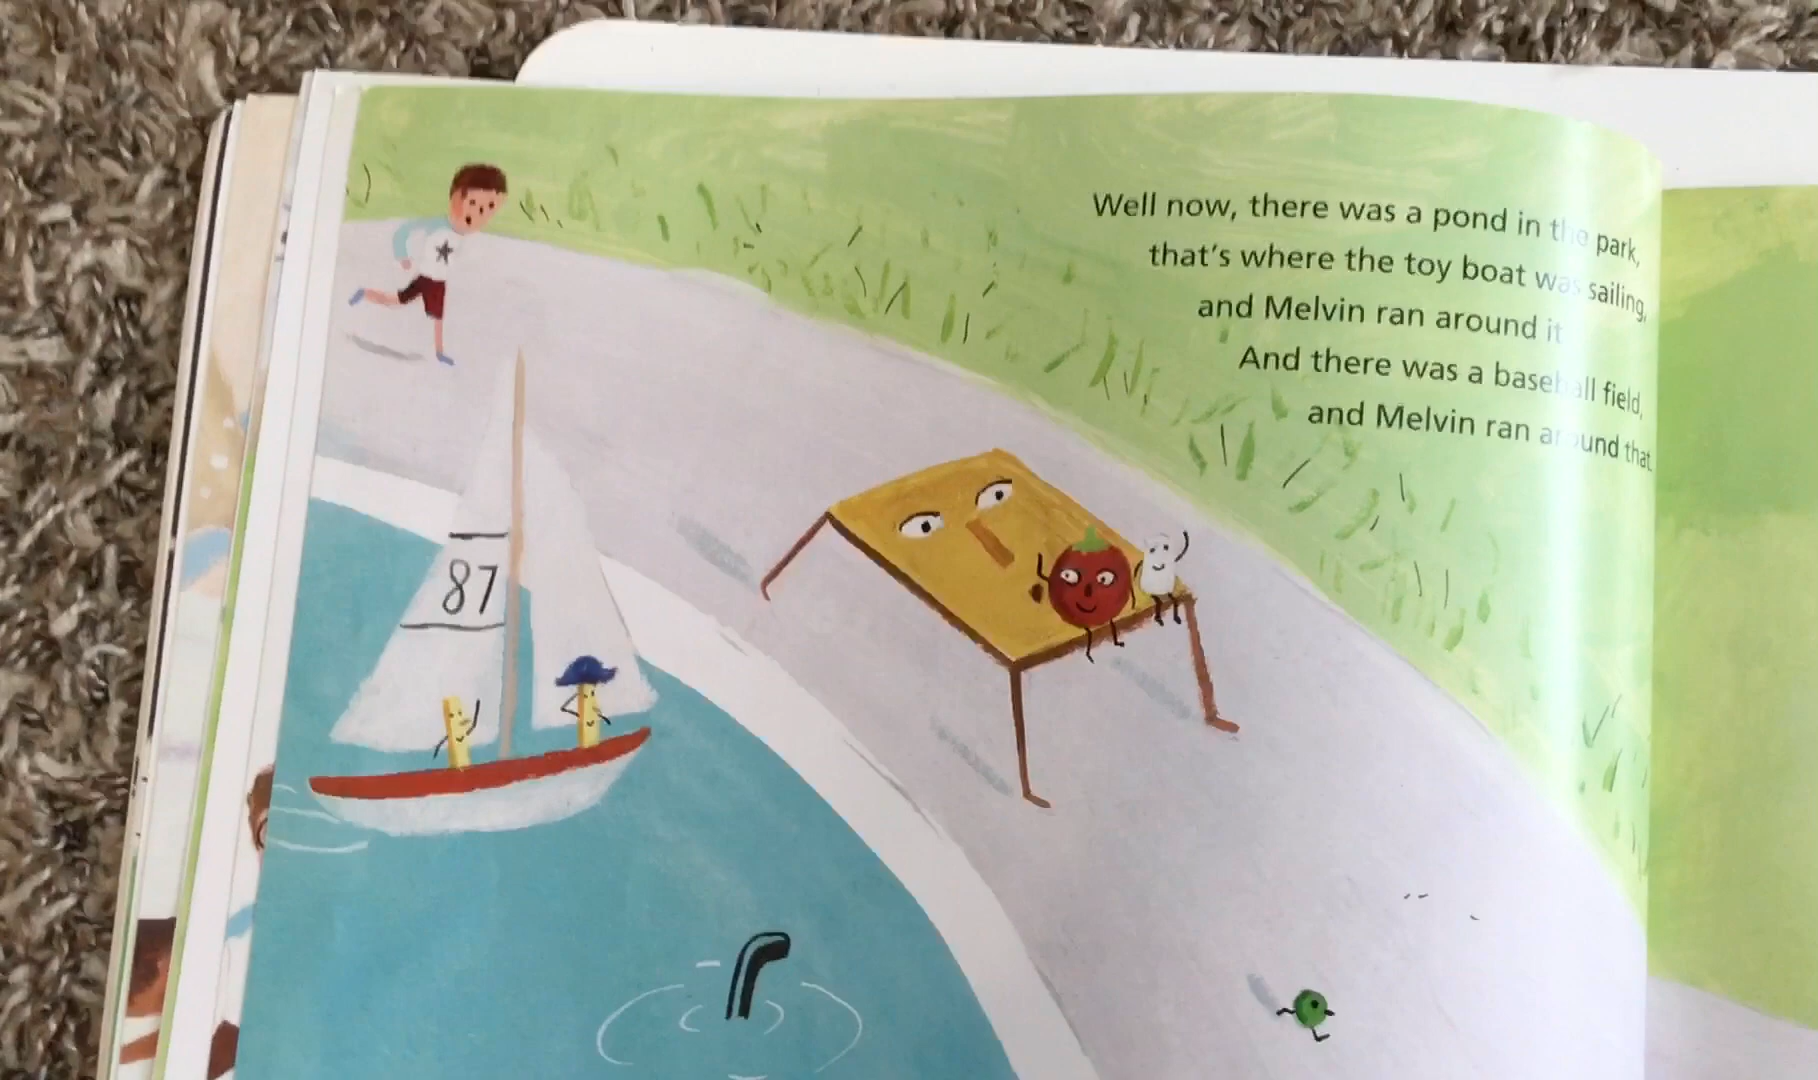 Well now, there was a pond in the park,
that's where the toy boat was sailing,
and Melvin ran around it
And there was a baseball field,
and Melvin ran around that.
87